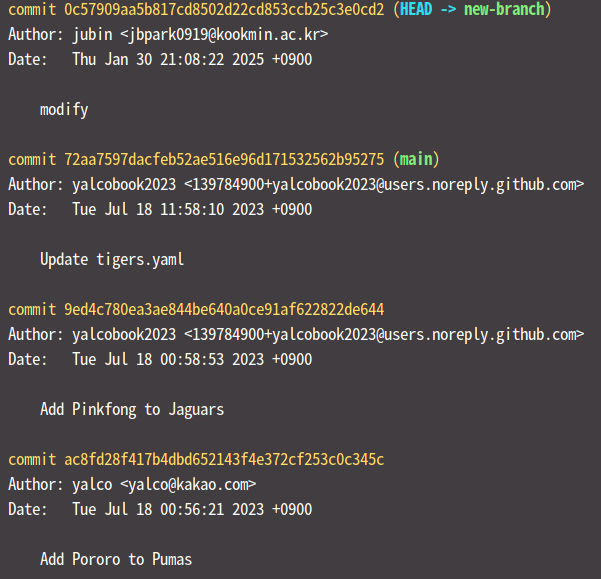 commit 0c57909aa5b817cd8502d22cd853ccb25c3e0cd2 (HEAD -> new-branch)
Author: jubin <jbpark0919@kookmin.ac.kr>
Date:   Thu Jan 30 21:08:22 2025 +0900
modify
commit 72aa7597dacfeb52ae516e96d171532562b95275 (main)
Author: yalcobook2023 <139784900+yalcobook2023@users.noreply.github.com>
Date:   Tue Jul 18 11:58:10 2023 +0900
Update tigers.yaml
commit 9ed4c780ea3ae844be640a0ce91af622822de644
Author: yalcobook2023 <139784900+yalcobook2023@users.noreply.github.com>
Date:   Tue Jul 18 00:58:53 2023 +0900
Add Pinkfong to Jaguars
commit ac8fd28f417b4dbd652143f4e372cf253c0c345c
Author: yalco <yalco@kakao.com>
Date:   Tue Jul 18 00:56:21 2023 +0900
Add Pororo to Pumas